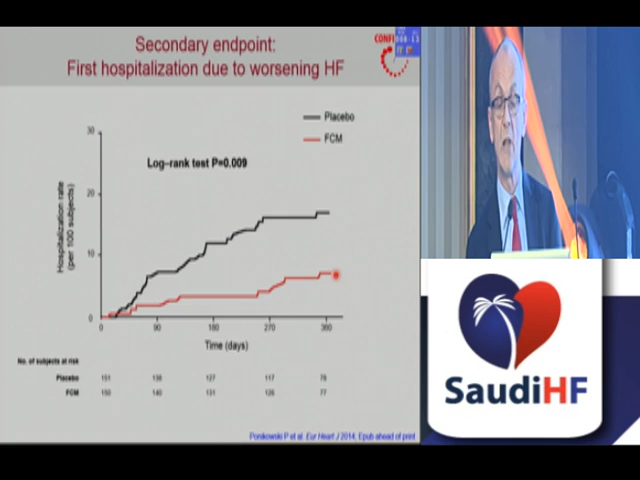 Secondary endpoint:
First hospitalization due to worsening HF
CONFI
Placebo
FCM
Log–rank test P=0.009
Hospitalization rate
(per 100 subjects)
30
20
10
0
0 90 180 270 360
Time (days)
No. of subjects at risk
Placebo 151 138 127 117 78
FCM 150 140 131 126 77
Ponikowski P et al. Eur Heart J 2014; Epub ahead of print
SaudiHF